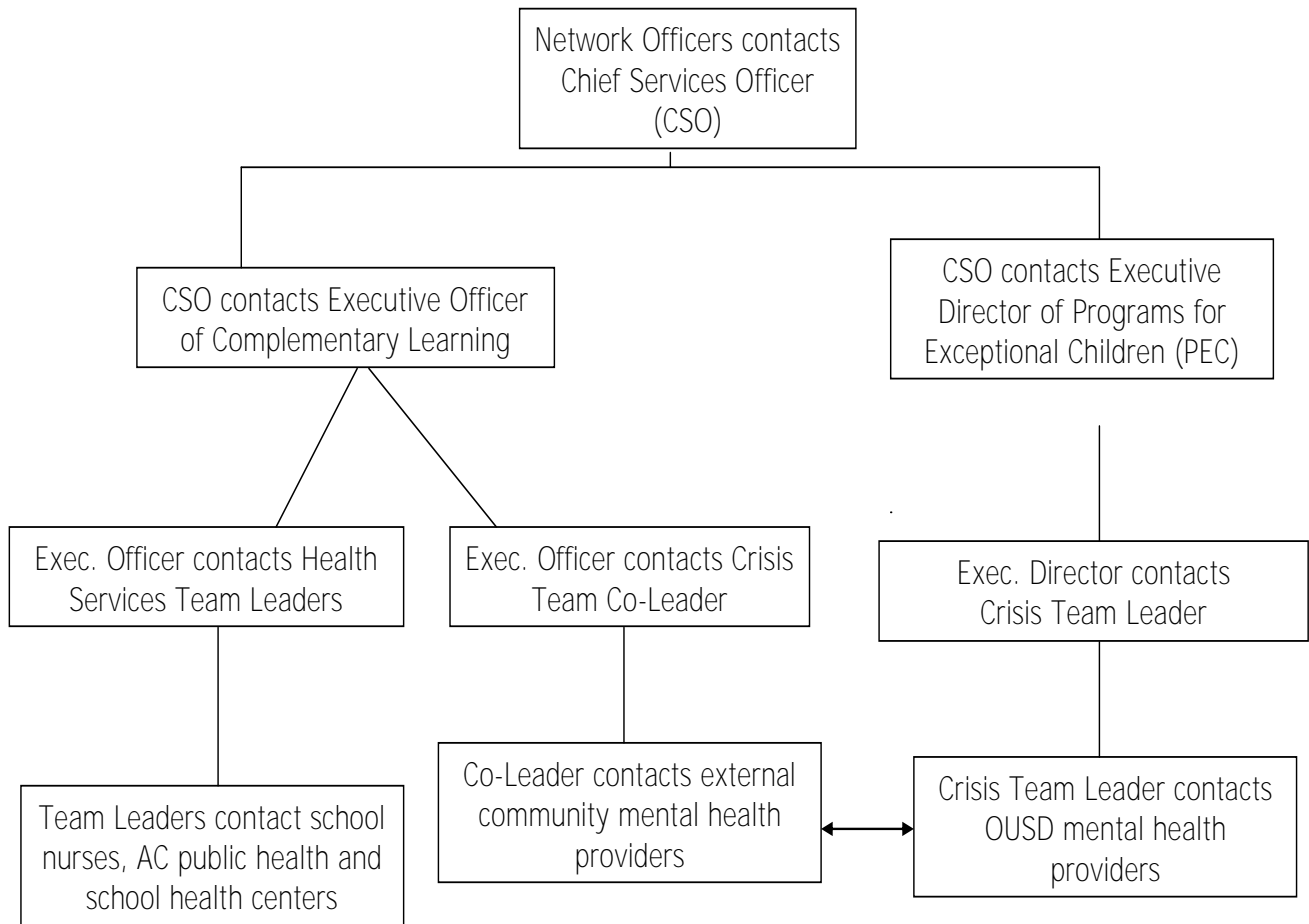 Network Officers contacts
Chief Services Officer
(CSO)
CSO contacts Executive Officer
of Complementary Learning
CSO contacts Executive
Director of Programs for
Exceptional Children (PEC)
Exec. Officer contacts Health
Services Team Leaders
Exec. Officer contacts Crisis
Team Co-Leader
Exec. Director contacts
Crisis Team Leader
Team Leaders contact school
nurses, AC public health and
school health centers
Co-Leader contacts external
community mental health
providers
Crisis Team Leader contacts
OUSD mental health
providers